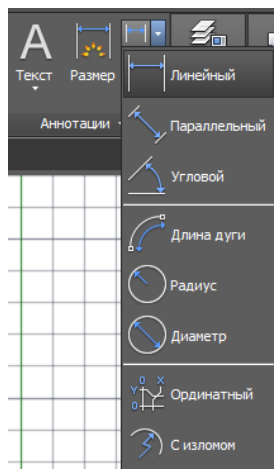 A
Текст
Размер
Аннотации
Линейный
Параллельный
Угловой
Длина дуги
Радиус
Диаметр
Ординатный
С изломом